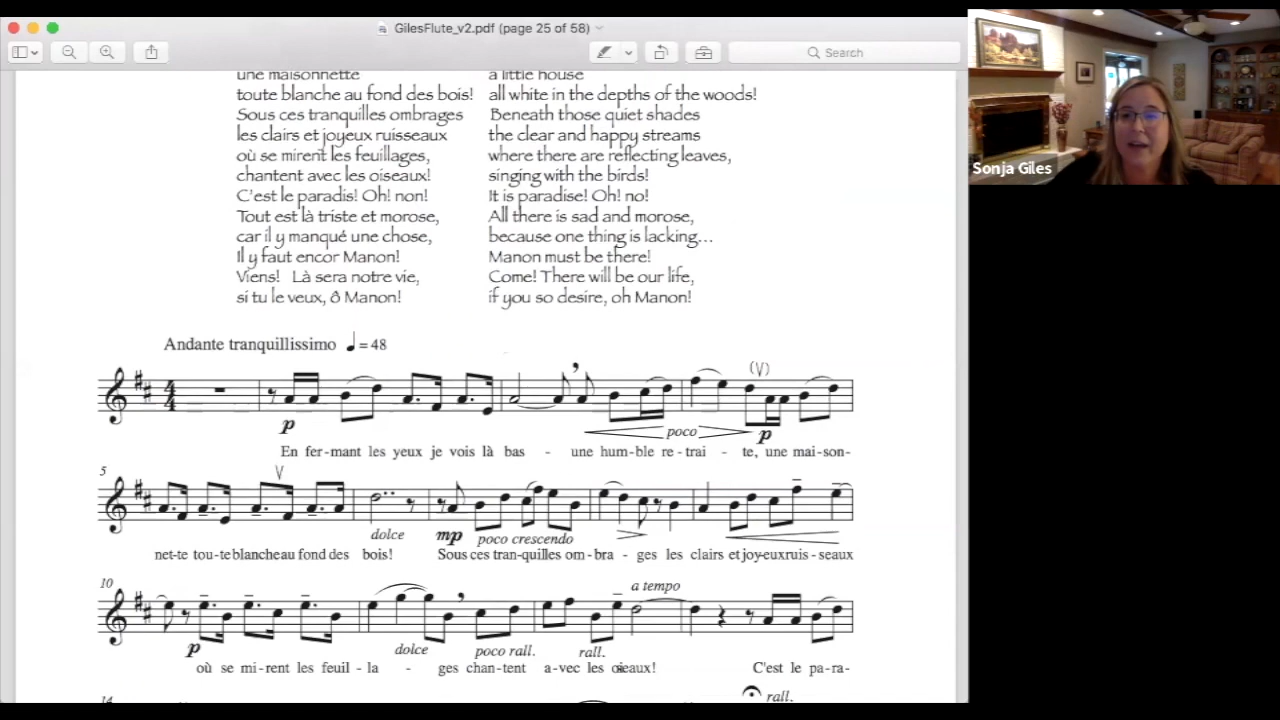 GilesFlute_v2.pdf (page 25 of 58)
Search
Sonja Giles
une maisonnette
toute blanche au fond des bois!
Sous ces tranquilles ombrages
les clairs et joyeux ruisseaux
où se mirent les feuillages,
chantent avec les oiseaux!
C'est le paradis! Oh! non!
Tout est là triste et morose,
car il y manqué une chose,
Il y faut encor Manon!
Viens!   Là sera notre vie,
si tu le veux, ô Manon!
a little house
all white in the depths of the woods!
Beneath those quiet shades
the clear and happy streams
where there are reflecting leaves,
singing with the birds!
It is paradise! Oh! no!
All there is sad and morose,
because one thing is lacking...
Manon must be there!
Come! There will be our life,
if you so desire, oh Manon!
Andante tranquillissimo ♩ = 48
(V)
p poco p
En fer-mant les yeux je vois là bas - une hum-ble re-trai - te, une mai-son-
5 V
dolce mp poco crescendo
net-te tou-te blanche au fond des bois! Sous ces tran-quilles om-bra - ges les clairs et joy-eux ruis-seaux
10 a tempo
p dolce poco rall. rall.
où se mi-rent les feuil-la - ges chan-tent a-vec les oiseaux! C'est le pa-ra-
14 rall.